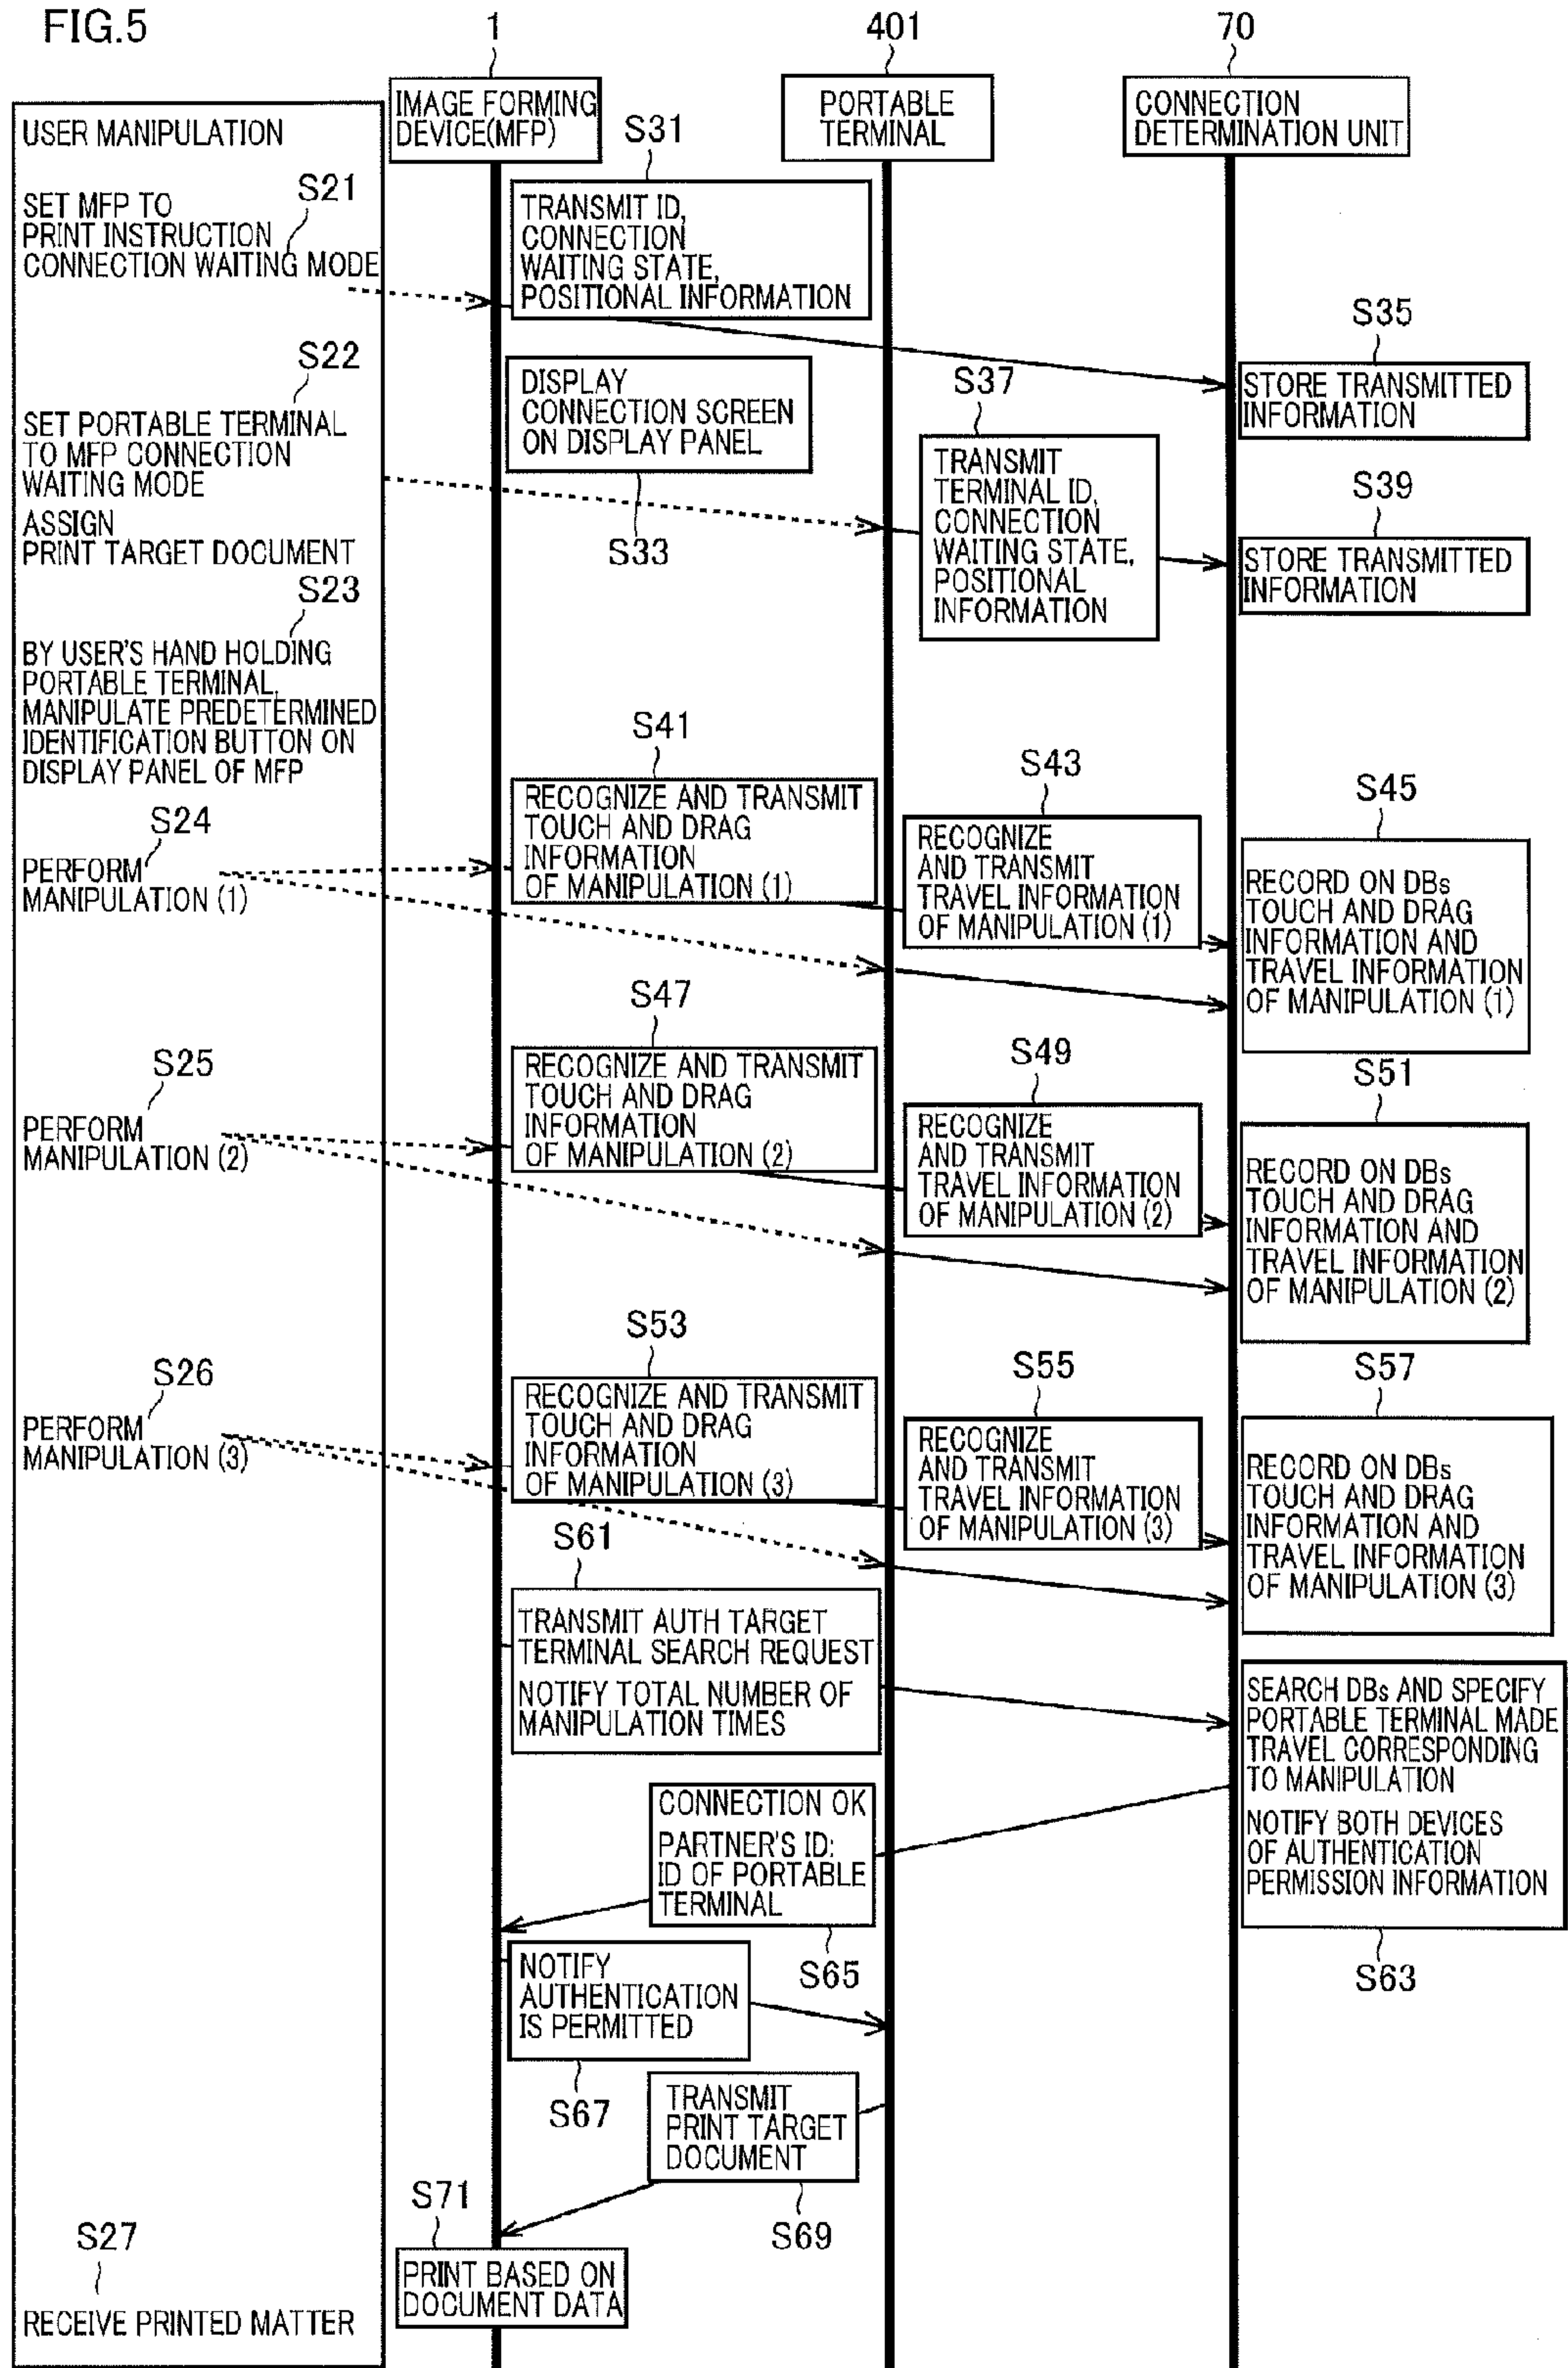 FIG.5
1
401
70
IMAGE FORMING
DEVICE(MFP)
PORTABLE
TERMINAL
CONNECTION
DETERMINATION UNIT
USER MANIPULATION
S21
SET MFP TO
PRINT INSTRUCTION
CONNECTION WAITING MODE
S31
TRANSMIT ID,
CONNECTION
WAITING STATE,
POSITIONAL INFORMATION
S35
STORE TRANSMITTED
INFORMATION
S22
SET PORTABLE TERMINAL
TO MFP CONNECTION
WAITING MODE
ASSIGN
PRINT TARGET DOCUMENT
DISPLAY
CONNECTION SCREEN
ON DISPLAY PANEL
S33
S37
TRANSMIT
TERMINAL ID,
CONNECTION
WAITING STATE,
POSITIONAL
INFORMATION
S39
STORE TRANSMITTED
INFORMATION
S23
BY USER'S HAND HOLDING
PORTABLE TERMINAL,
MANIPULATE PREDETERMINED
IDENTIFICATION BUTTON ON
DISPLAY PANEL OF MFP
S24
PERFORM
MANIPULATION (1)
S41
RECOGNIZE AND TRANSMIT
TOUCH AND DRAG
INFORMATION
OF MANIPULATION (1)
S43
RECOGNIZE
AND TRANSMIT
TRAVEL INFORMATION
OF MANIPULATION (1)
S45
RECORD ON DBs
TOUCH AND DRAG
INFORMATION AND
TRAVEL INFORMATION
OF MANIPULATION (1)
S25
PERFORM
MANIPULATION (2)
S47
RECOGNIZE AND TRANSMIT
TOUCH AND DRAG
INFORMATION
OF MANIPULATION (2)
S49
RECOGNIZE
AND TRANSMIT
TRAVEL INFORMATION
OF MANIPULATION (2)
S51
RECORD ON DBs
TOUCH AND DRAG
INFORMATION AND
TRAVEL INFORMATION
OF MANIPULATION (2)
S26
PERFORM
MANIPULATION (3)
S53
RECOGNIZE AND TRANSMIT
TOUCH AND DRAG
INFORMATION
OF MANIPULATION (3)
S55
RECOGNIZE
AND TRANSMIT
TRAVEL INFORMATION
OF MANIPULATION (3)
S57
RECORD ON DBs
TOUCH AND DRAG
INFORMATION AND
TRAVEL INFORMATION
OF MANIPULATION (3)
S61
TRANSMIT AUTH TARGET
TERMINAL SEARCH REQUEST
NOTIFY TOTAL NUMBER OF
MANIPULATION TIMES
SEARCH DBs AND SPECIFY
PORTABLE TERMINAL MADE
TRAVEL CORRESPONDING
TO MANIPULATION
NOTIFY BOTH DEVICES
OF AUTHENTICATION
PERMISSION INFORMATION
S63
CONNECTION OK
PARTNER'S ID:
ID OF PORTABLE
TERMINAL
S65
NOTIFY
AUTHENTICATION
IS PERMITTED
S67
TRANSMIT
PRINT TARGET
DOCUMENT
S69
S71
PRINT BASED ON
DOCUMENT DATA
S27
RECEIVE PRINTED MATTER